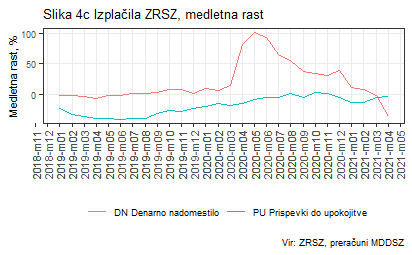 Slika 4c Izplačila ZRSZ, medletna rast
Medletna rast, %
100
50
0
2018-m11
2018-m12
2019-m01
2019-m02
2019-m03
2019-m04
2019-m05
2019-m06
2019-m07
2019-m08
2019-m09
2019-m10
2019-m11
2019-m12
2020-m01
2020-m02
2020-m03
2020-m04
2020-m05
2020-m06
2020-m07
2020-m08
2020-m09
2020-m10
2020-m11
2020-m12
2021-m01
2021-m02
2021-m03
2021-m04
2021-m05
DN Denarno nadomestilo PU Prispevki do upokojitve
Vir: ZRSZ, preračuni MDDSZ